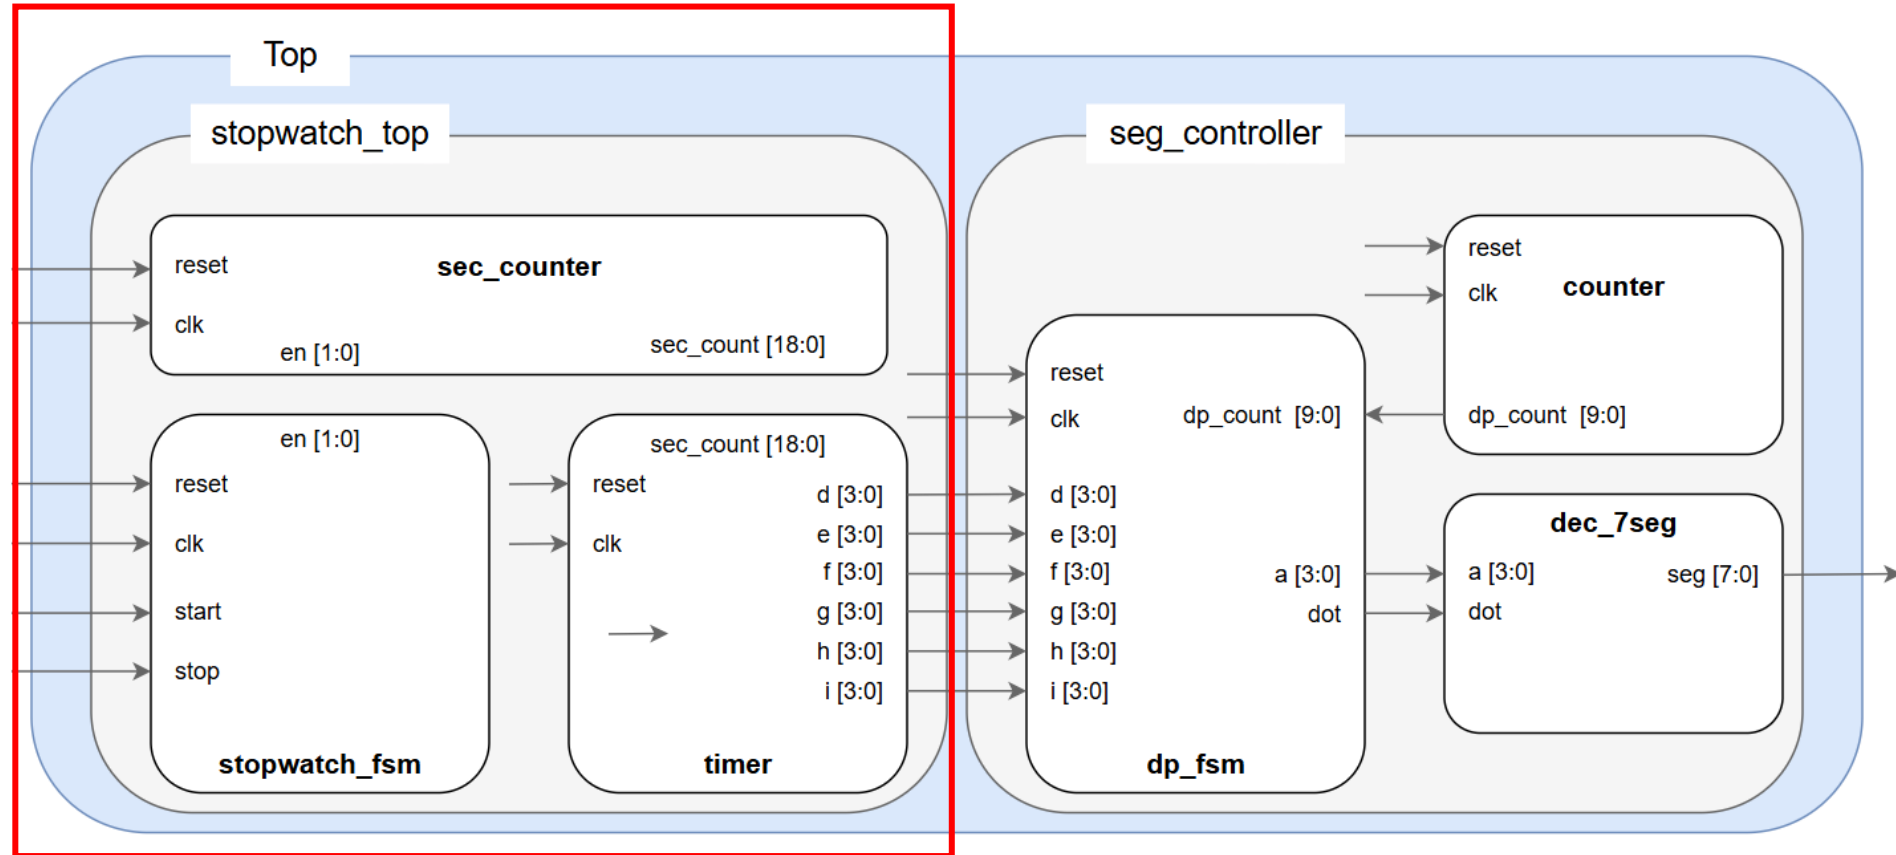 Top
stopwatch_top
sec_counter
reset
clk
en [1:0]
sec_count [18:0]
en [1:0]
reset
clk
start
stop
stopwatch_fsm
sec_count [18:0]
reset
clk
d [3:0]
e [3:0]
f [3:0]
g [3:0]
h [3:0]
i [3:0]
timer
seg_controller
reset
clk
dp_count [9:0]
d [3:0]
e [3:0]
f [3:0]
g [3:0]
h [3:0]
i [3:0]
a [3:0]
dot
dp_fsm
reset
clk
counter
dp_count [9:0]
dec_7seg
a [3:0]
dot
seg [7:0]